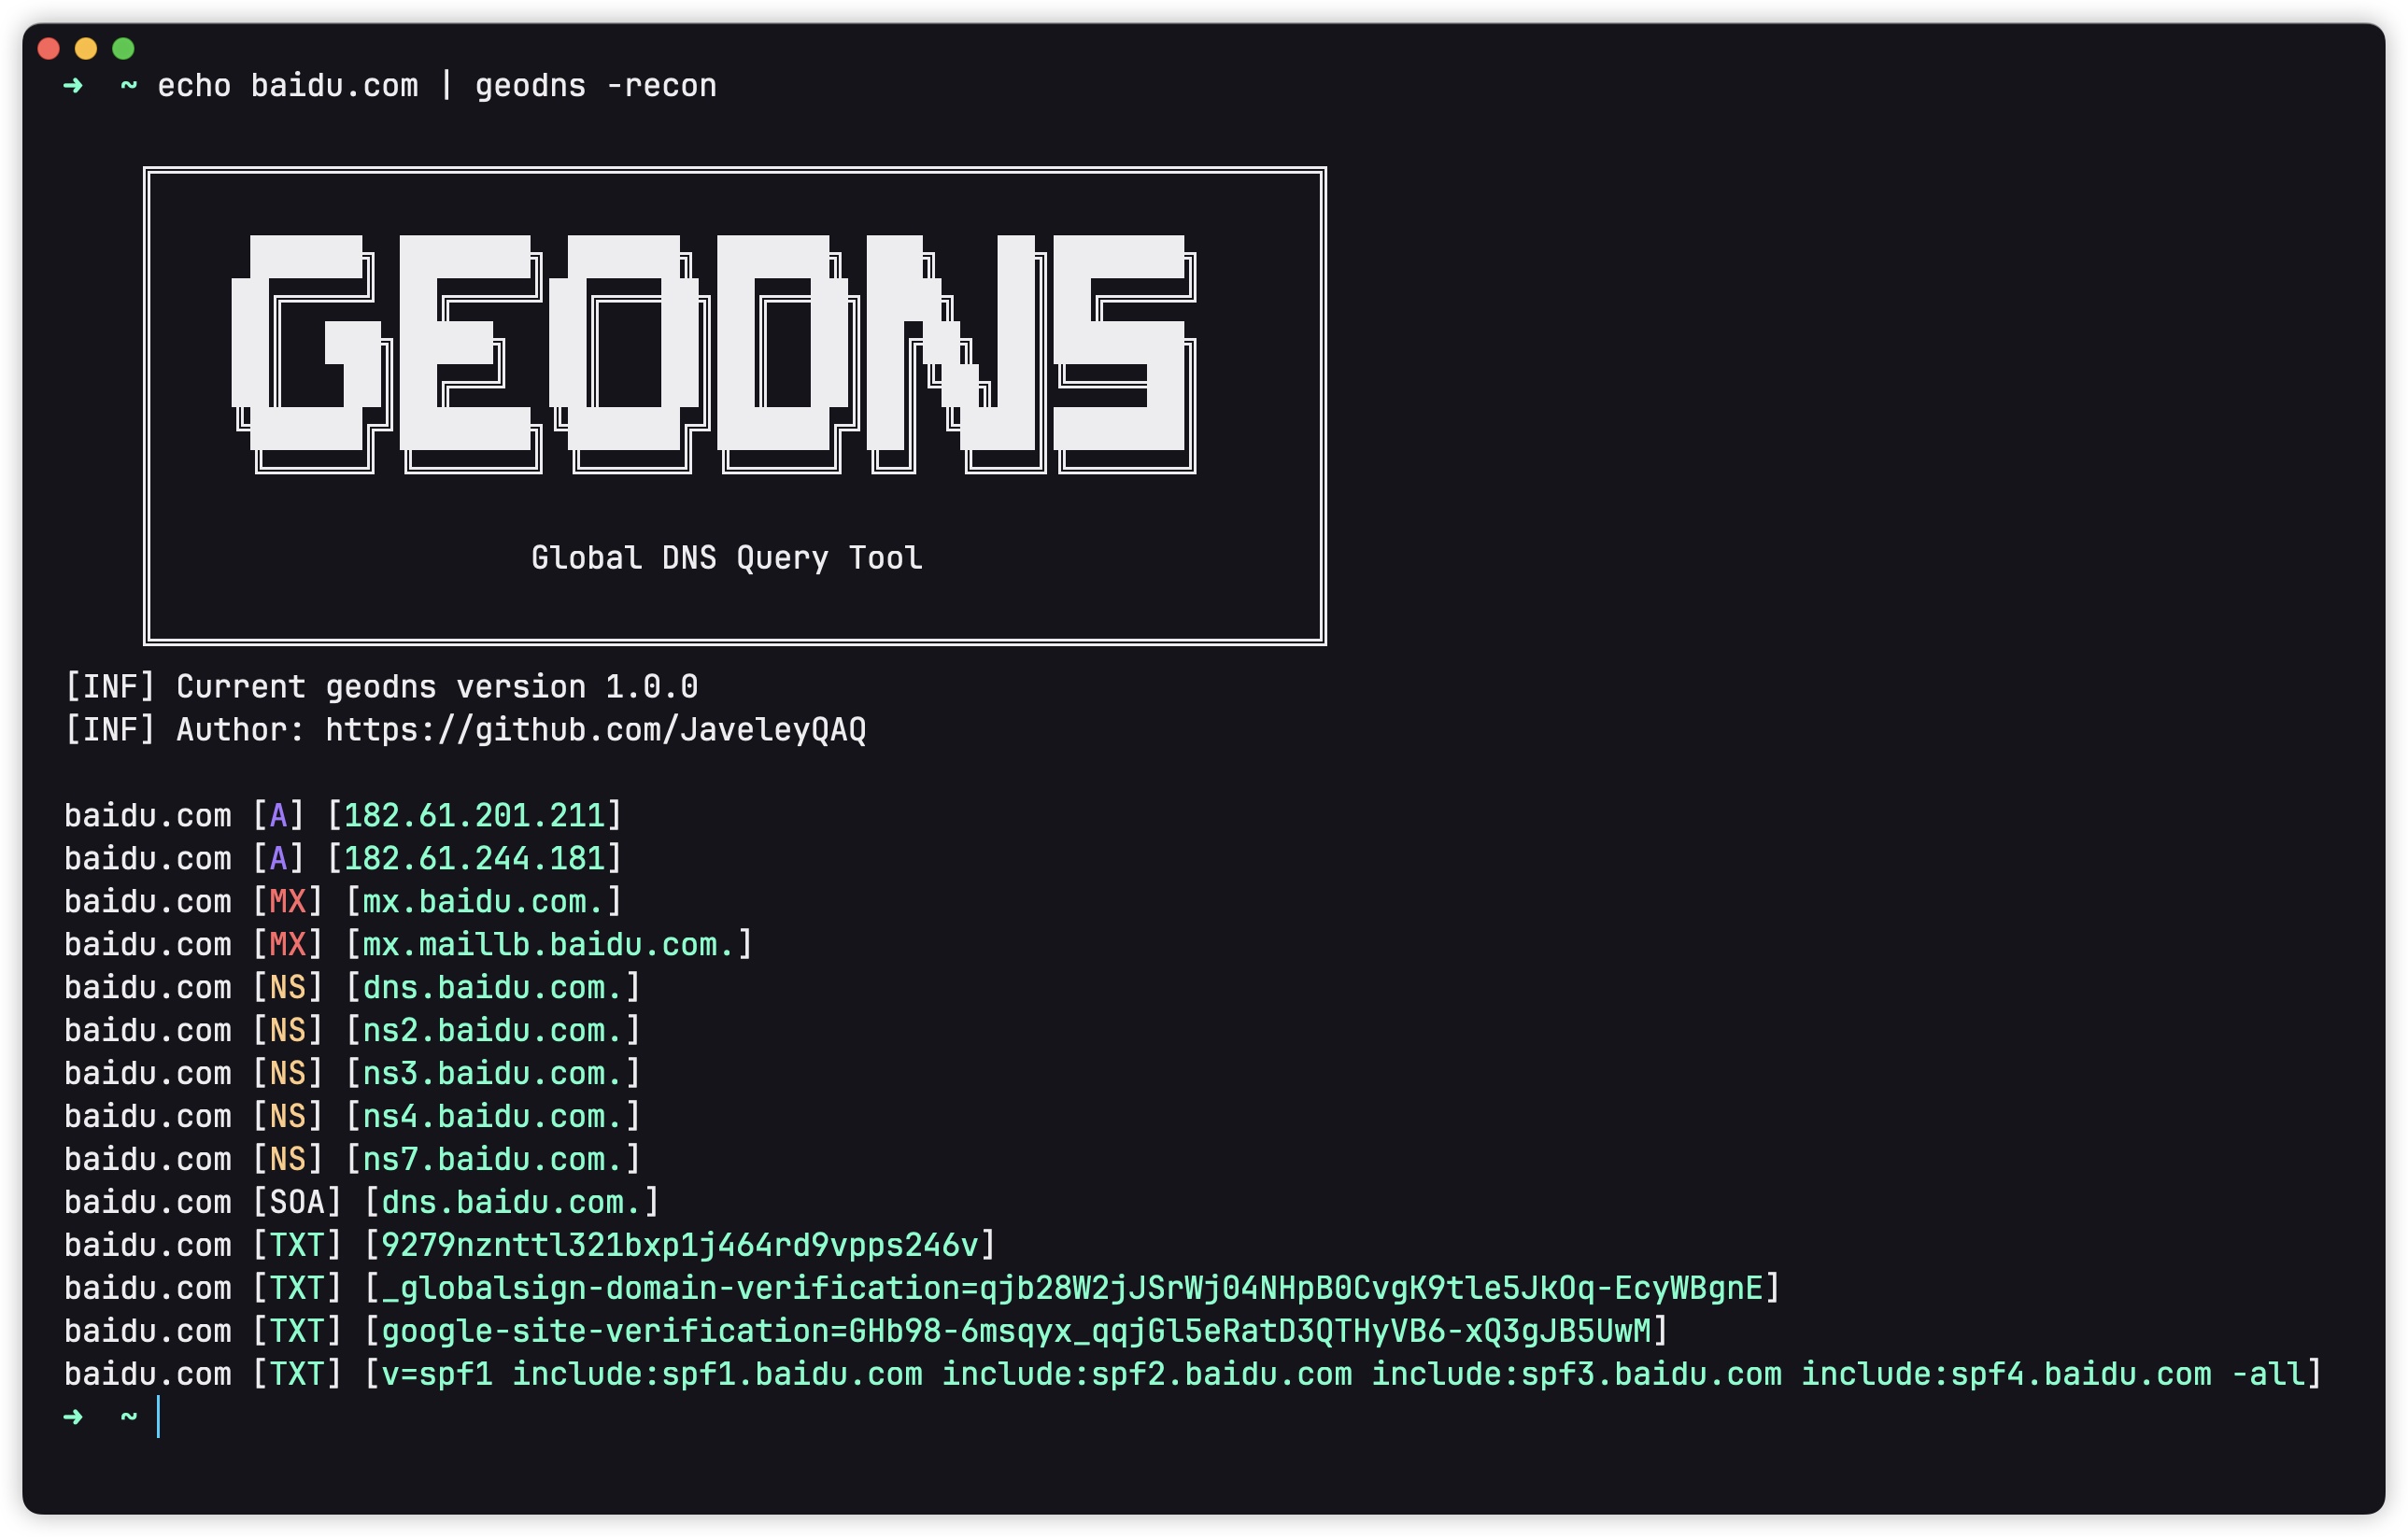 ➜  ~ echo baidu.com | geodns -recon
GEODNS
Global DNS Query Tool
[INF] Current geodns version 1.0.0
[INF] Author: https://github.com/JaveleyQAQ
baidu.com [A] [182.61.201.211]
baidu.com [A] [182.61.244.181]
baidu.com [MX] [mx.baidu.com.]
baidu.com [MX] [mx.maillb.baidu.com.]
baidu.com [NS] [dns.baidu.com.]
baidu.com [NS] [ns2.baidu.com.]
baidu.com [NS] [ns3.baidu.com.]
baidu.com [NS] [ns4.baidu.com.]
baidu.com [NS] [ns7.baidu.com.]
baidu.com [SOA] [dns.baidu.com.]
baidu.com [TXT] [9279nznttl321bxp1j464rd9vpps246v]
baidu.com [TXT] [_globalsign-domain-verification=qjb28W2jJSrWj04NHpB0CvgK9tle5JkOq-EcyWBgnE]
baidu.com [TXT] [google-site-verification=GHb98-6msqyx_qqjGl5eRatD3QTHyVB6-xQ3gJB5UwM]
baidu.com [TXT] [v=spf1 include:spf1.baidu.com include:spf2.baidu.com include:spf3.baidu.com include:spf4.baidu.com -all]
➜  ~